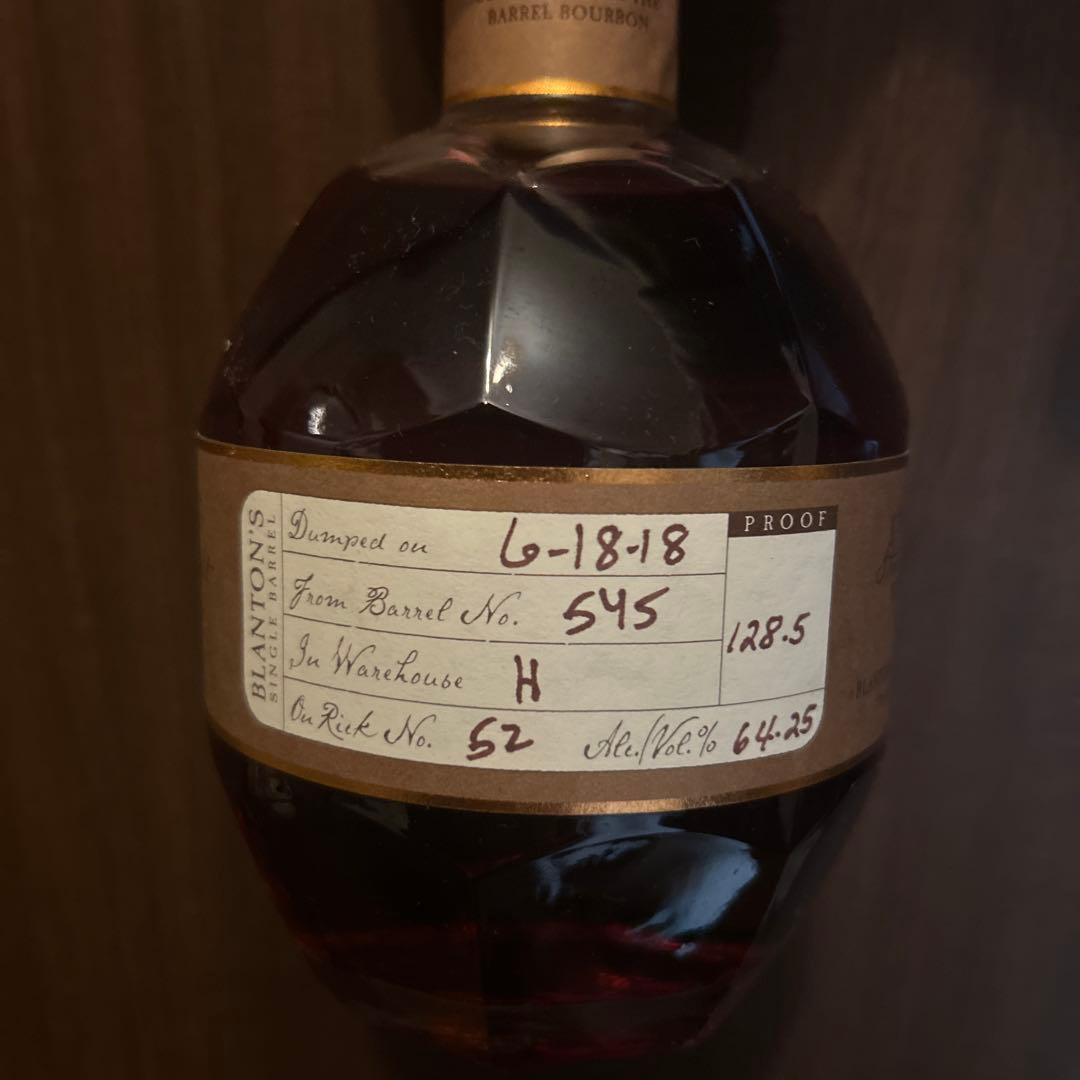 BARREL BOURBON
BLANTON'S
SINGLE BARREL
Dumped on 6-18-18
From Barrel No. 545
In Warehouse H
On Rick No. 52
Alc./Vol.% 64.25
PROOF
128.5